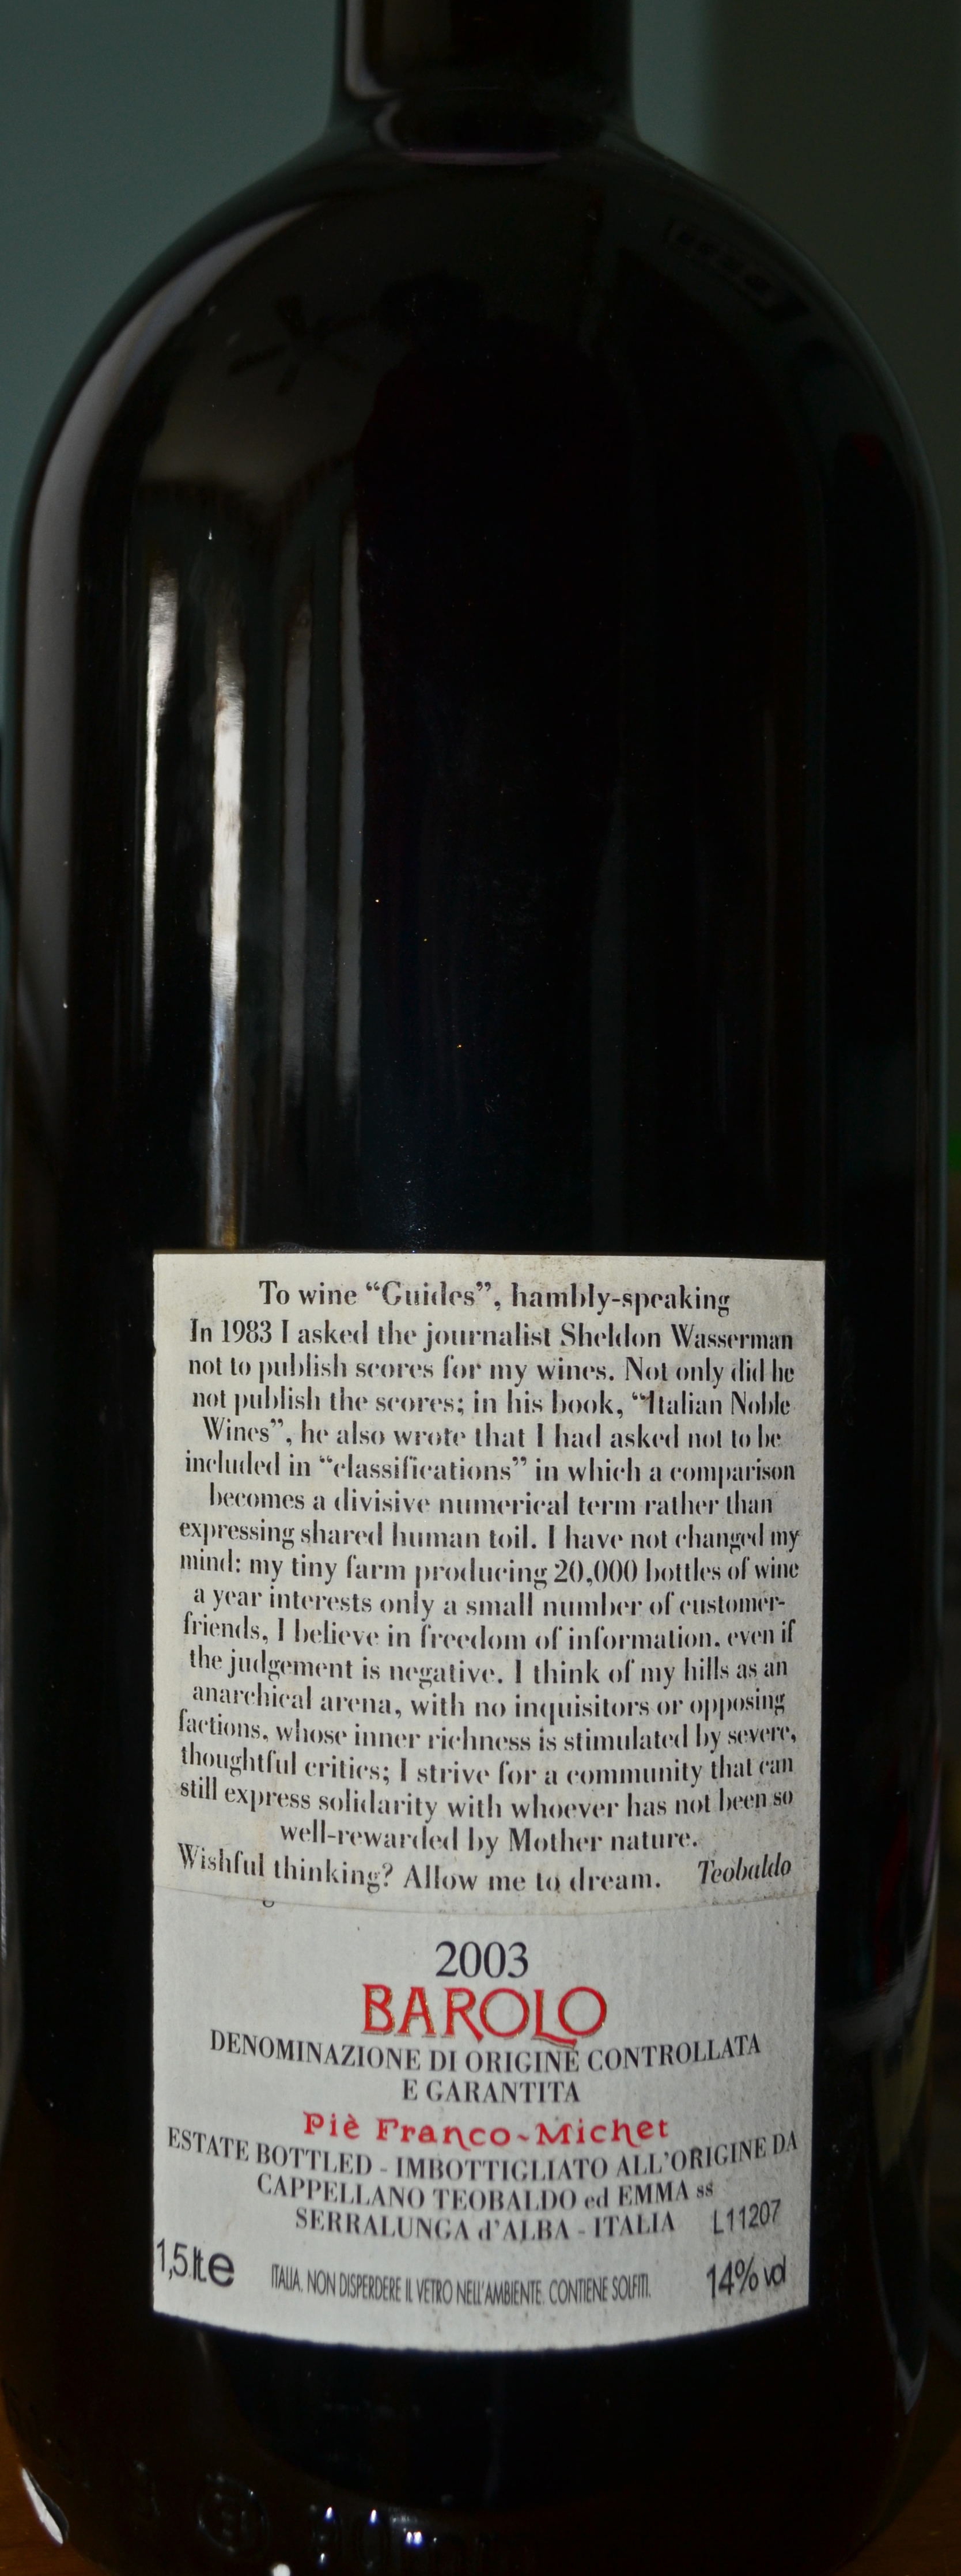 To wine “Guides”, hambly-speaking
In 1983 I asked the journalist Sheldon Wasserman
not to publish scores for my wines. Not only did he
not publish the scores; in his book, “Italian Noble
Wines”, he also wrote that I had asked not to be
included in “classifications” in which a comparison
becomes a divisive numerical term rather than
expressing shared human toil. I have not changed my
mind: my tiny farm producing 20,000 bottles of wine
a year interests only a small number of customer-
friends, I believe in freedom of information, even if
the judgement is negative. I think of my hills as an
anarchical arena, with no inquisitors or opposing
factions, whose inner richness is stimulated by severe,
thoughtful critics; I strive for a community that can
still express solidarity with whoever has not been so
well-rewarded by Mother nature.
Wishful thinking? Allow me to dream. Teobaldo
2003
BAROLO
DENOMINAZIONE DI ORIGINE CONTROLLATA
E GARANTITA
Piè Franco-Michet
ESTATE BOTTLED - IMBOTTIGLIATO ALL'ORIGINE DA
CAPPELLANO TEOBALDO ed EMMA ss
SERRALUNGA d'ALBA - ITALIA L11207
1,5lte ITALIA. NON DISPERDERE IL VETRO NELL'AMBIENTE. CONTIENE SOLFITI. 14% vol